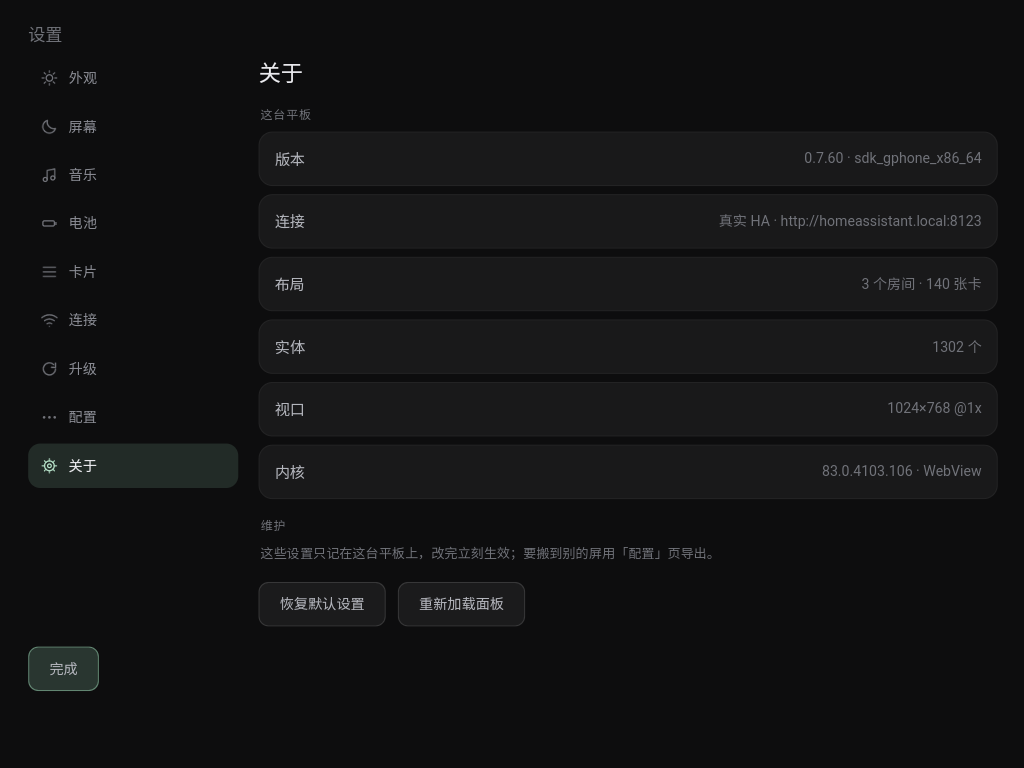 设置
外观
屏幕
音乐
电池
卡片
连接
升级
配置
关于
完成
关于
这台平板
版本 0.7.60 · sdk_gphone_x86_64
连接 真实 HA · http://homeassistant.local:8123
布局 3 个房间 · 140 张卡
实体 1302 个
视口 1024×768 @1x
内核 83.0.4103.106 · WebView
维护
这些设置只记在这台平板上，改完立刻生效；要搬到别的屏用「配置」页导出。
恢复默认设置 重新加载面板